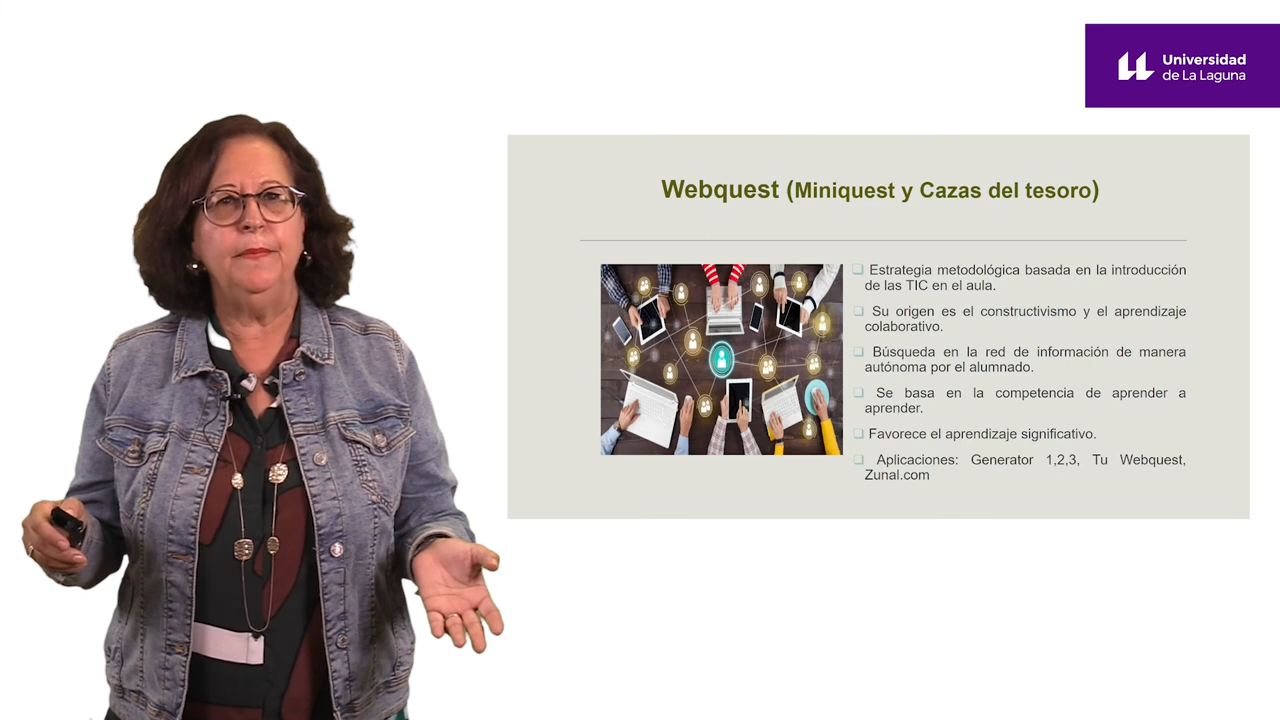 Universidad
de La Laguna
Webquest (Miniquest y Cazas del tesoro)
Estrategia metodológica basada en la introducción
de las TIC en el aula.
Su origen es el constructivismo y el aprendizaje
colaborativo.
Búsqueda en la red de información de manera
autónoma por el alumnado.
Se basa en la competencia de aprender a
aprender.
Favorece el aprendizaje significativo.
Aplicaciones: Generator 1,2,3, Tu Webquest,
Zunal.com